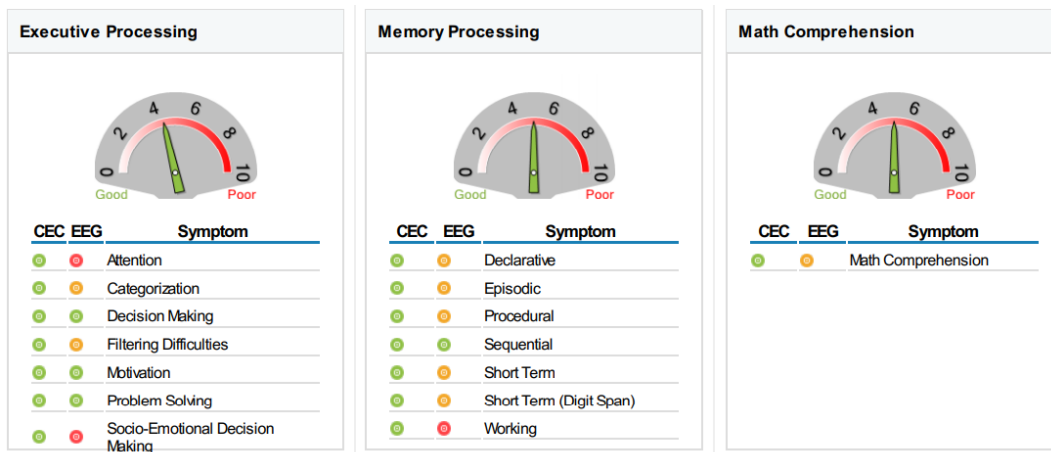 Executive Processing
0 2 4 6 8 10
Good Poor
CEC EEG Symptom
Attention
Categorization
Decision Making
Filtering Difficulties
Motivation
Problem Solving
Socio-Emotional Decision
Making
Memory Processing
0 2 4 6 8 10
Good Poor
CEC EEG Symptom
Declarative
Episodic
Procedural
Sequential
Short Term
Short Term (Digit Span)
Working
Math Comprehension
0 2 4 6 8 10
Good Poor
CEC EEG Symptom
Math Comprehension